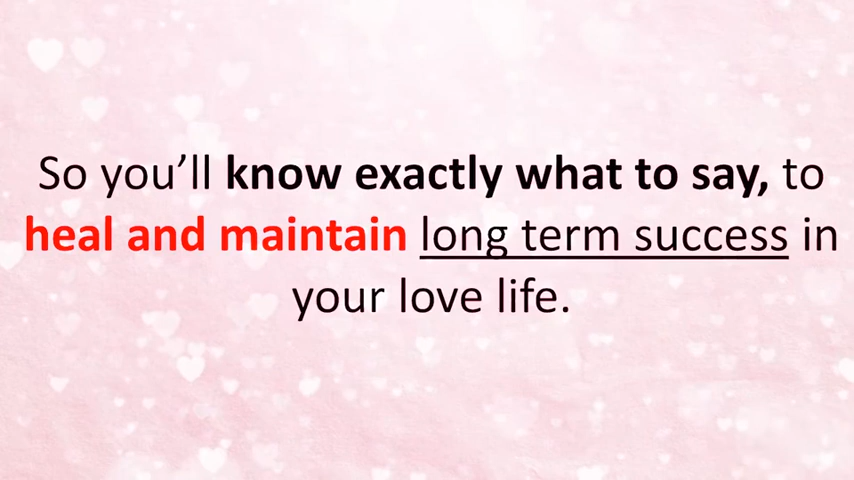 So you’ll know exactly what to say, to
heal and maintain long term success in
your love life.